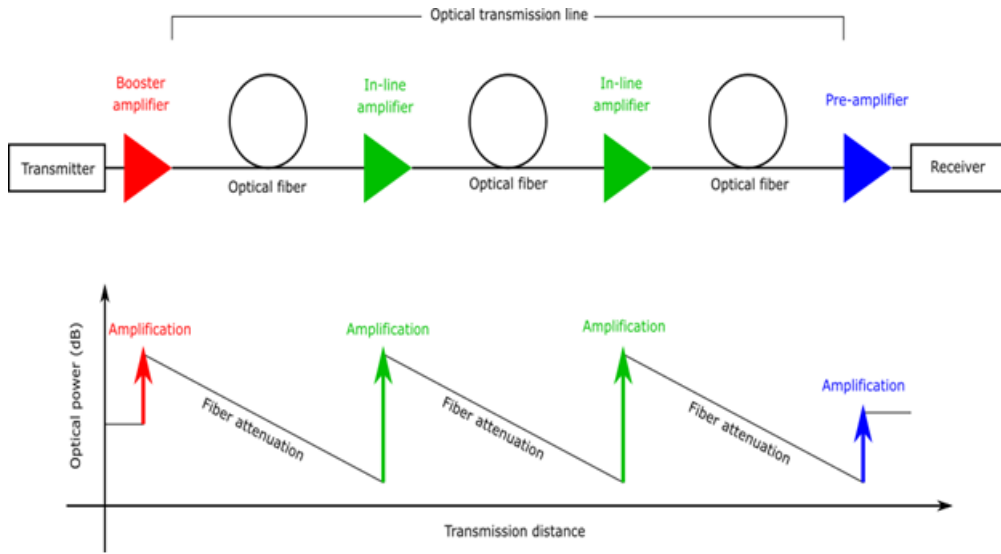 Optical transmission line
Booster
amplifier
In-line
amplifier
In-line
amplifier
Pre-amplifier
Transmitter
Optical fiber
Optical fiber
Optical fiber
Receiver
Optical power (dB)
Amplification
Amplification
Amplification
Amplification
Fiber attenuation
Fiber attenuation
Fiber attenuation
Transmission distance